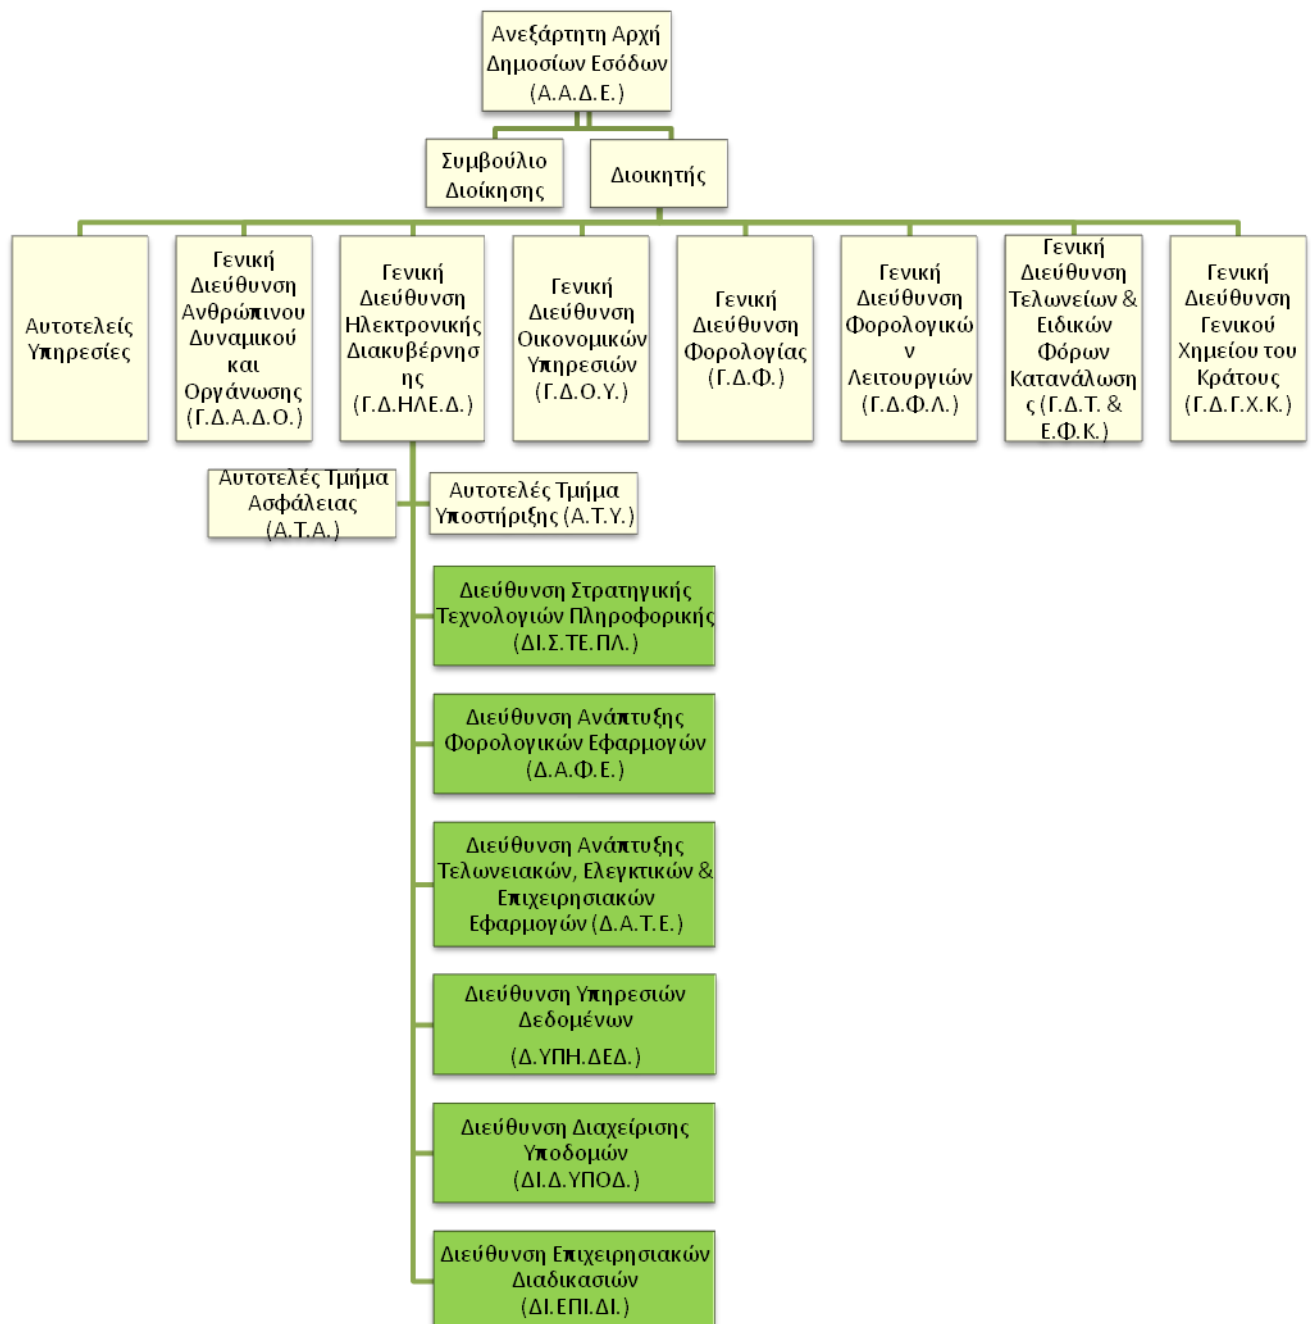 Ανεξάρτητη Αρχή
Δημοσίων Εσόδων
(Α.Α.Δ.Ε.)
Συμβούλιο
Διοίκησης
Διοικητής
Αυτοτελείς
Υπηρεσίες
Γενική
Διεύθυνση
Ανθρώπινου
Δυναμικού
και
Οργάνωσης
(Γ.Δ.Α.Δ.Ο.)
Γενική
Διεύθυνση
Ηλεκτρονικής
Διακυβέρνησ
ης
(Γ.Δ.ΗΛΕ.Δ.)
Γενική
Διεύθυνση
Οικονομικών
Υπηρεσιών
(Γ.Δ.Ο.Υ.)
Γενική
Διεύθυνση
Φορολογίας
(Γ.Δ.Φ.)
Γενική
Διεύθυνση
Φορολογικώ
ν
Λειτουργιών
(Γ.Δ.Φ.Λ.)
Γενική
Διεύθυνση
Τελωνείων &
Ειδικών
Φόρων
Κατανάλωση
ς (Γ.Δ.Τ. &
Ε.Φ.Κ.)
Γενική
Διεύθυνση
Γενικού
Χημείου του
Κράτους
(Γ.Δ.Γ.Χ.Κ.)
Αυτοτελές Τμήμα
Ασφάλειας
(Α.Τ.Α.)
Αυτοτελές Τμήμα
Υποστήριξης (Α.Τ.Υ.)
Διεύθυνση Στρατηγικής
Τεχνολογιών Πληροφορικής
(ΔΙ.Σ.ΤΕ.ΠΛ.)
Διεύθυνση Ανάπτυξης
Φορολογικών Εφαρμογών
(Δ.Α.Φ.Ε.)
Διεύθυνση Ανάπτυξης
Τελωνειακών, Ελεγκτικών &
Επιχειρησιακών
Εφαρμογών (Δ.Α.Τ.Ε.)
Διεύθυνση Υπηρεσιών
Δεδομένων
(Δ.ΥΠΗ.ΔΕΔ.)
Διεύθυνση Διαχείρισης
Υποδομών
(ΔΙ.Δ.ΥΠΟΔ.)
Διεύθυνση Επιχειρησιακών
Διαδικασιών
(ΔΙ.ΕΠΙ.ΔΙ.)